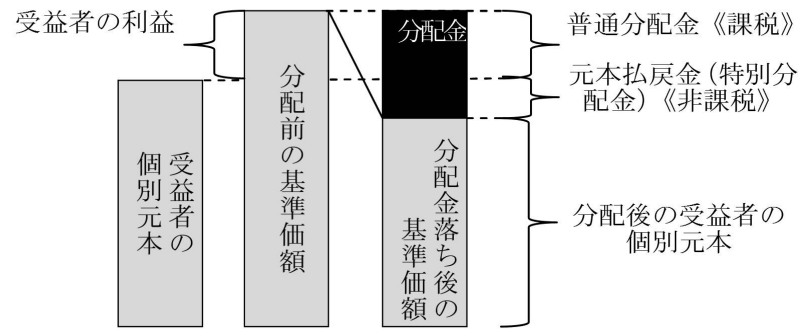 受益者の利益
分配金
普通分配金《課税》
元本払戻金(特別分
配金)《非課税》
受益者の
個別元本
分配前の基準価額
分配金落ち後の
基準価額
分配後の受益者の
個別元本